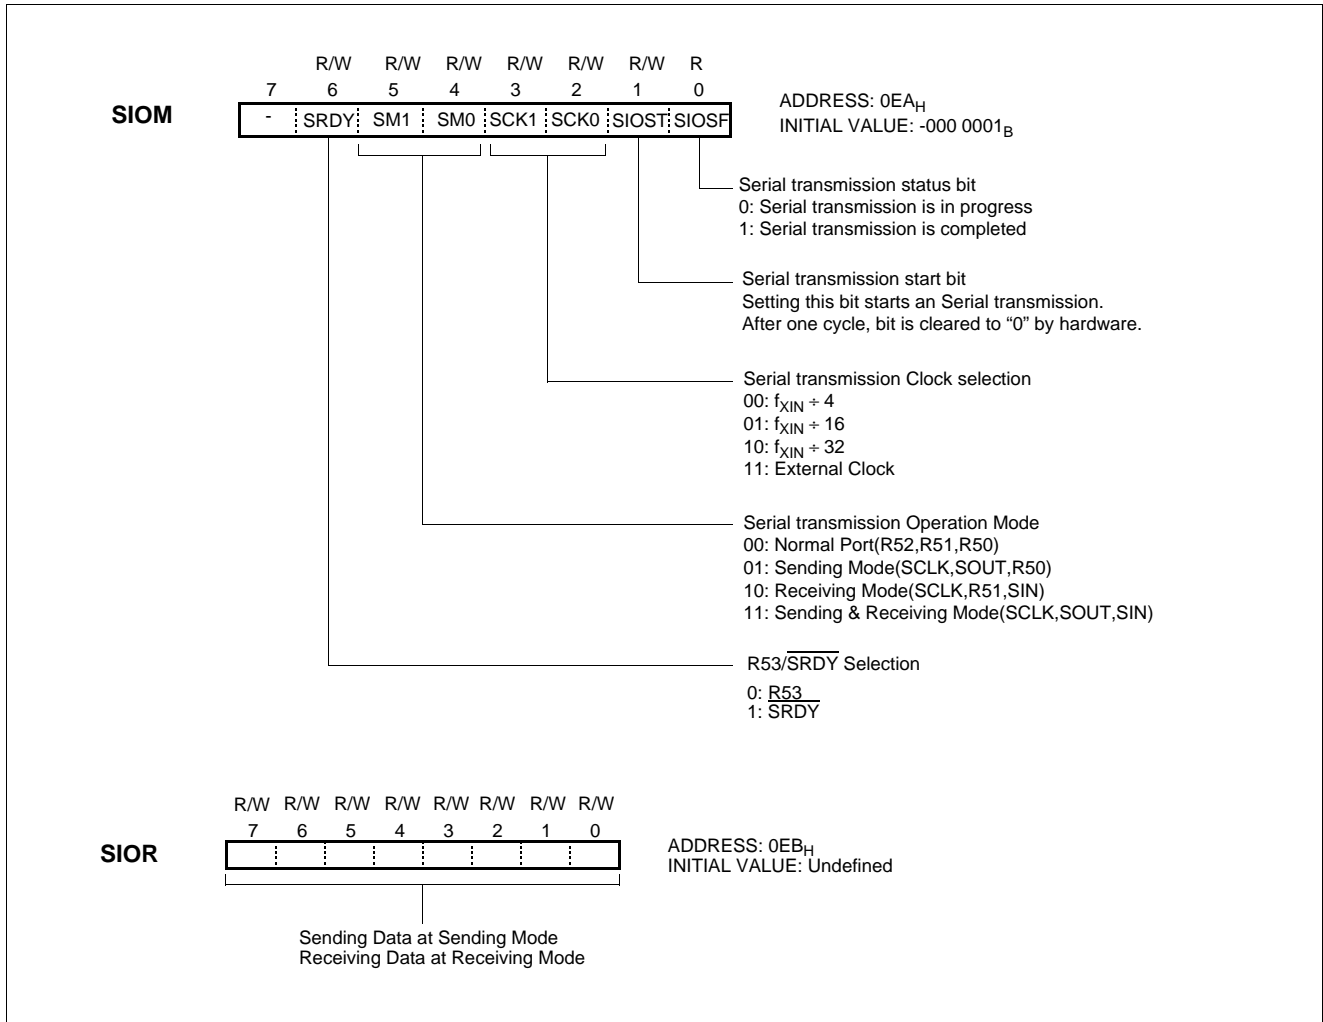 R/W R/W R/W R/W R/W R/W R
7 6 5 4 3 2 1 0
SIOM
- SRDY SM1 SM0 SCK1 SCK0 SIOST SIOSF
ADDRESS: 0EAH
INITIAL VALUE: -000 0001B
Serial transmission status bit
0: Serial transmission is in progress
1: Serial transmission is completed
Serial transmission start bit
Setting this bit starts an Serial transmission.
After one cycle, bit is cleared to “0” by hardware.
Serial transmission Clock selection
00: fXIN ÷ 4
01: fXIN ÷ 16
10: fXIN ÷ 32
11: External Clock
Serial transmission Operation Mode
00: Normal Port(R52,R51,R50)
01: Sending Mode(SCLK,SOUT,R50)
10: Receiving Mode(SCLK,R51,SIN)
11: Sending & Receiving Mode(SCLK,SOUT,SIN)
R53/SRDY Selection
0: R53
1: SRDY
R/W R/W R/W R/W R/W R/W R/W R/W
7 6 5 4 3 2 1 0
SIOR
ADDRESS: 0EBH
INITIAL VALUE: Undefined
Sending Data at Sending Mode
Receiving Data at Receiving Mode